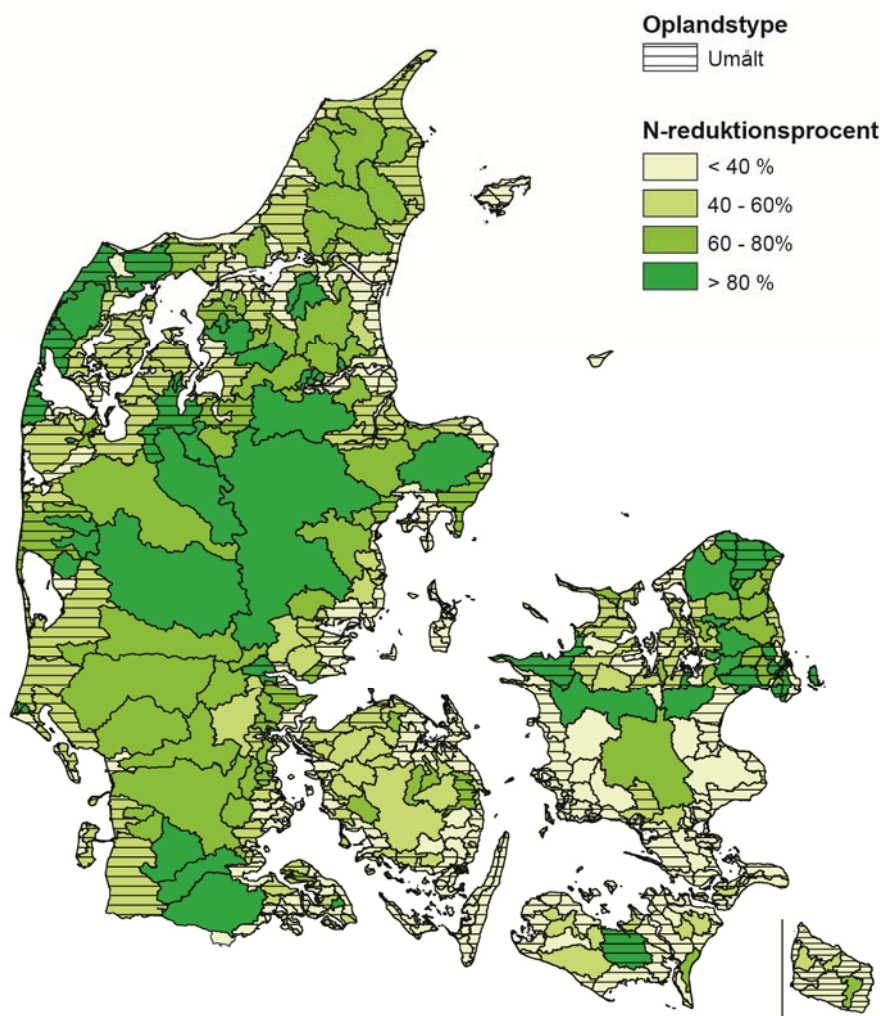 Oplandstype
Umålt
N-reduktionsprocent
< 40 %
40 - 60%
60 - 80%
> 80 %